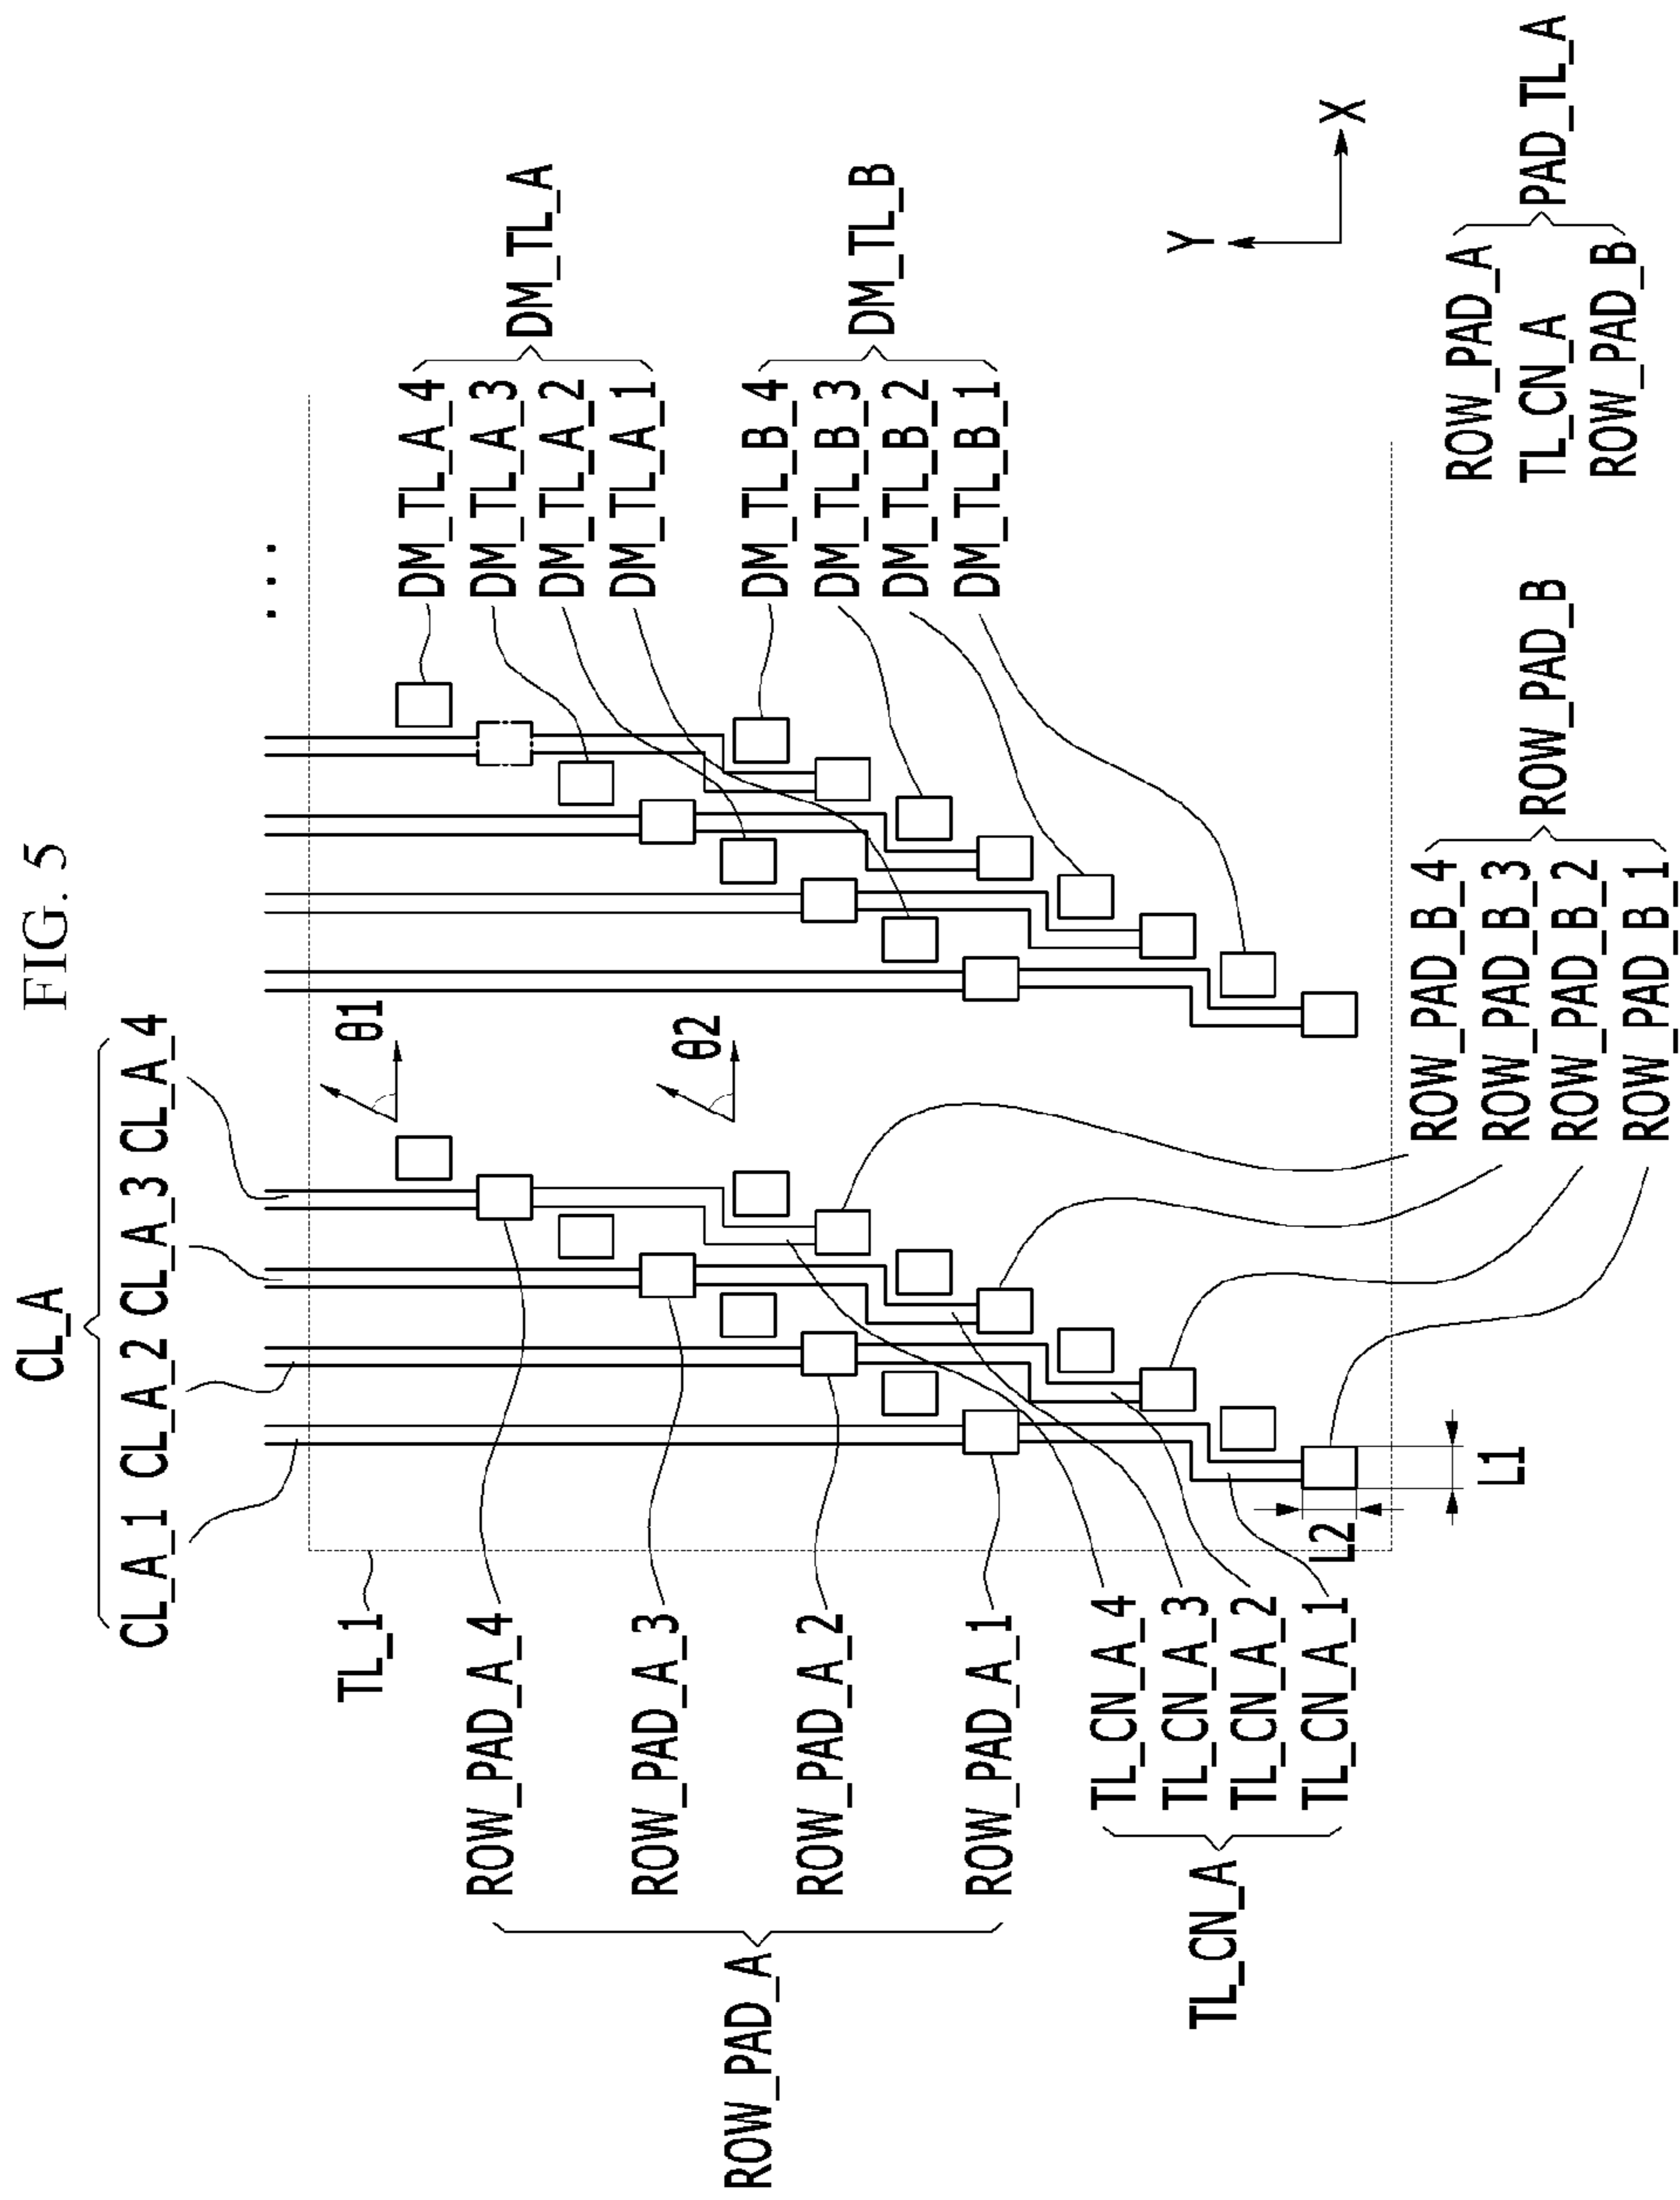 FIG. 5
CL_A
CL_A_1 CL_A_2 CL_A_3 CL_A_4
. . .
TL_1
θ1
θ2
ROW_PAD_A_4
ROW_PAD_A_3
ROW_PAD_A_2
ROW_PAD_A_1
ROW_PAD_A
TL_CN_A_4
TL_CN_A_3
TL_CN_A_2
TL_CN_A_1
TL_CN_A
DM_TL_A_4
DM_TL_A_3
DM_TL_A_2
DM_TL_A_1
DM_TL_A
DM_TL_B_4
DM_TL_B_3
DM_TL_B_2
DM_TL_B_1
DM_TL_B
Y
X
L2
L1
ROW_PAD_B_4
ROW_PAD_B_3
ROW_PAD_B_2
ROW_PAD_B_1
ROW_PAD_B
ROW_PAD_A
TL_CN_A
ROW_PAD_B
PAD_TL_A